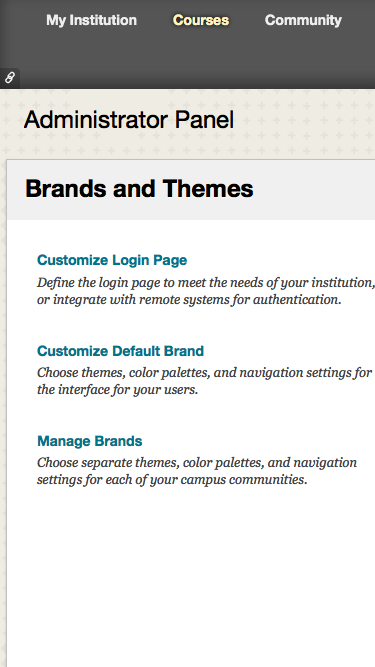 My Institution Courses Community
Administrator Panel
Brands and Themes
Customize Login Page
Define the login page to meet the needs of your institution,
or integrate with remote systems for authentication.
Customize Default Brand
Choose themes, color palettes, and navigation settings for
the interface for your users.
Manage Brands
Choose separate themes, color palettes, and navigation
settings for each of your campus communities.